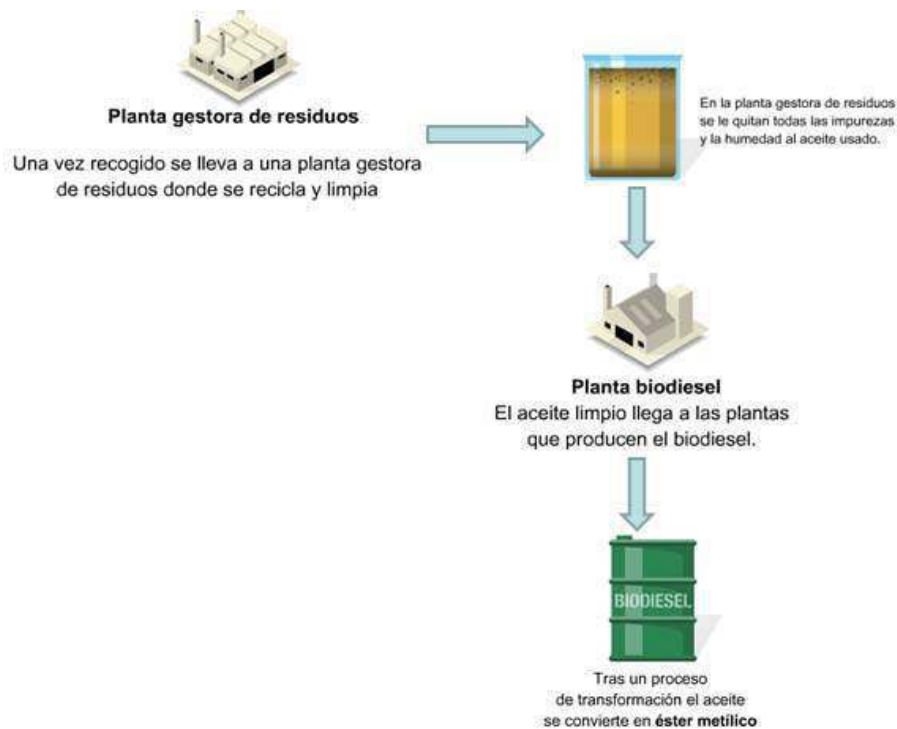 Planta gestora de residuos
Una vez recogido se lleva a una planta gestora
de residuos donde se recicla y limpia
En la planta gestora de residuos
se le quitan todas las impurezas
y la humedad al aceite usado.
Planta biodiesel
El aceite limpio llega a las plantas
que producen el biodiesel.
BIODIESEL
Tras un proceso
de transformación el aceite
se convierte en éster metílico